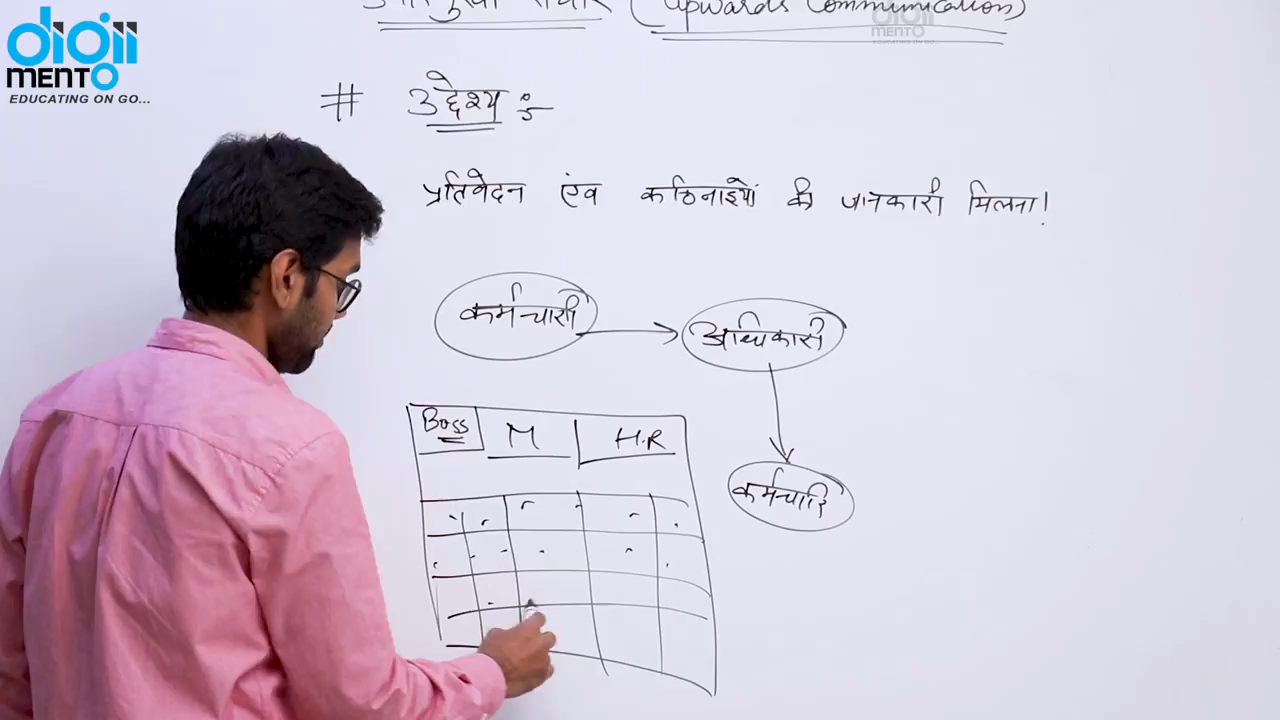 digii
MENTO
EDUCATING ON GO...
(Upwards Communication)
# उद्देश्य :-
प्रतिवेदन एंव कठिनाइयों की जानकारी मिलना!
कर्मचारी
अधिकारी
Boss M H.R
कर्मचारि